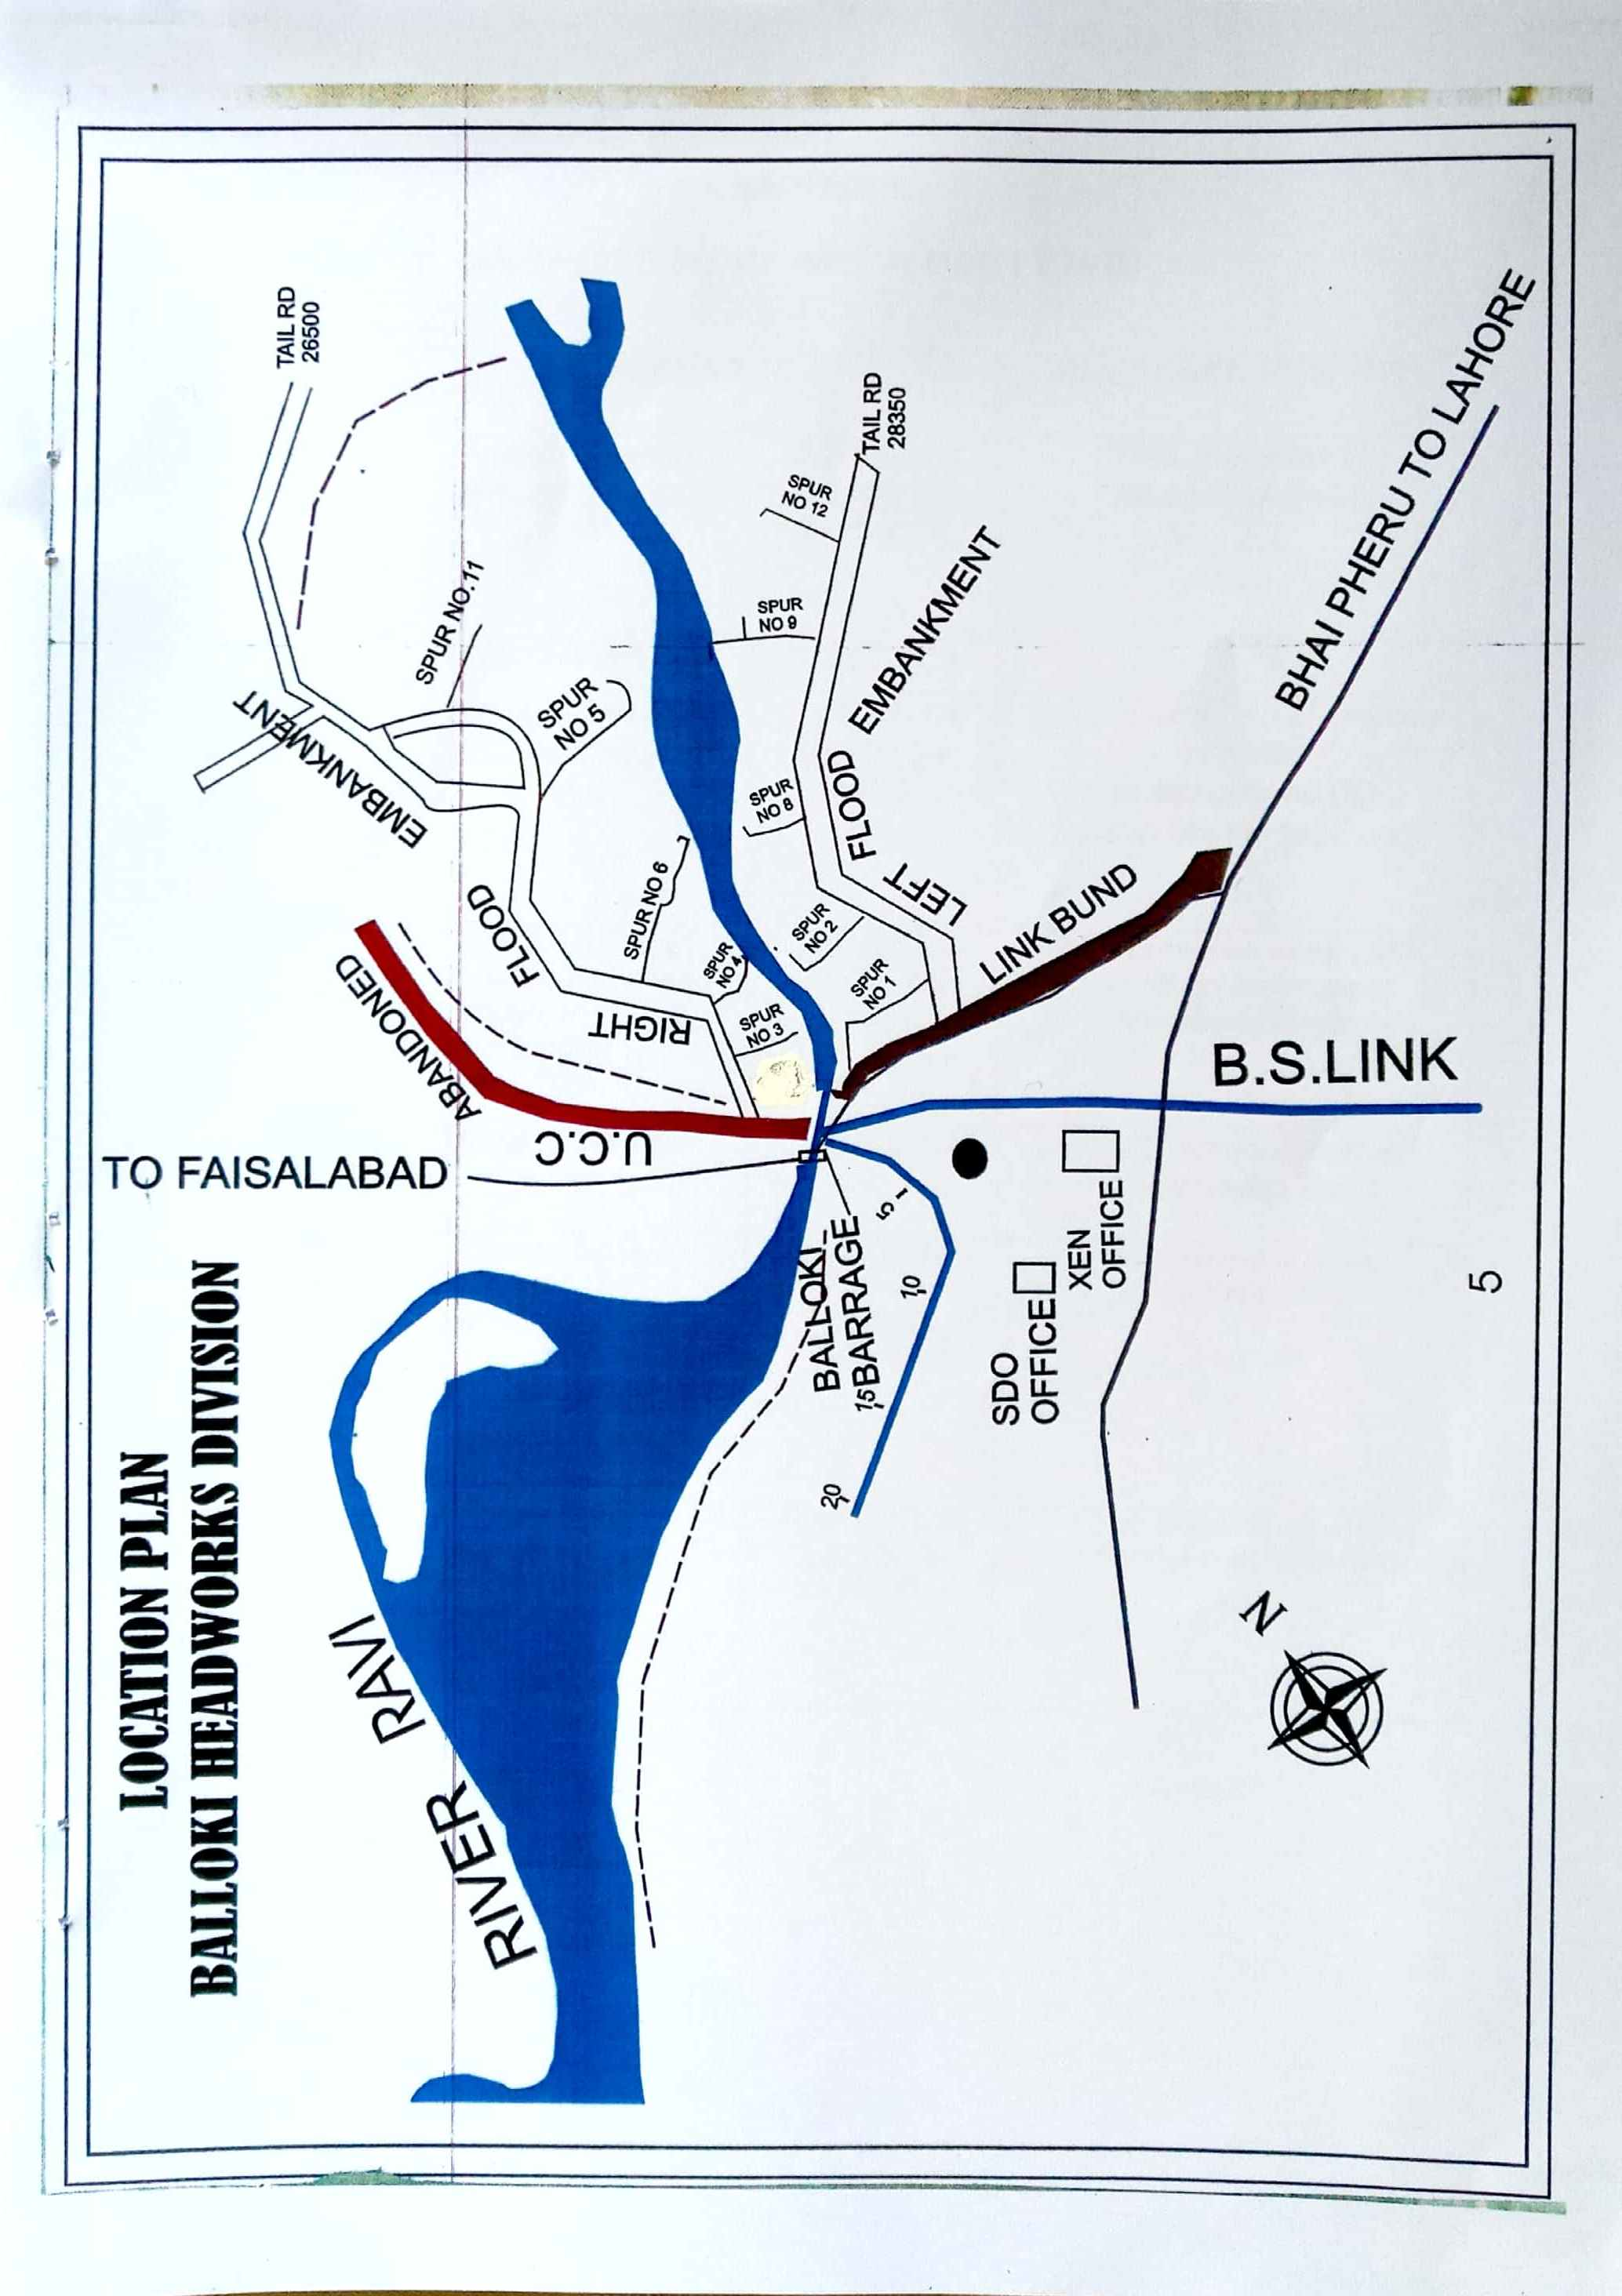 LOCATION PLAN
BALLOKI HEADWORKS DIVISION
TAIL RD
26500
TAIL RD
28350
SPUR
NO 12
SPUR
NO 9
SPUR NO.11
SPUR
NO 5
SPUR
NO 8
SPUR NO 6
SPUR
NO 4
SPUR
NO 3
SPUR
NO 2
SPUR
NO 1
RIGHT FLOOD EMBANKMENT
LEFT FLOOD EMBANKMENT
LINK BUND
BHAI PHERU TO LAHORE
ABANDONED
U.C.C
B.S.LINK
TO FAISALABAD
BALLOKI
BARRAGE
1
5
10
15
20
XEN
OFFICE
SDO
OFFICE
RIVER RAVI
N
5